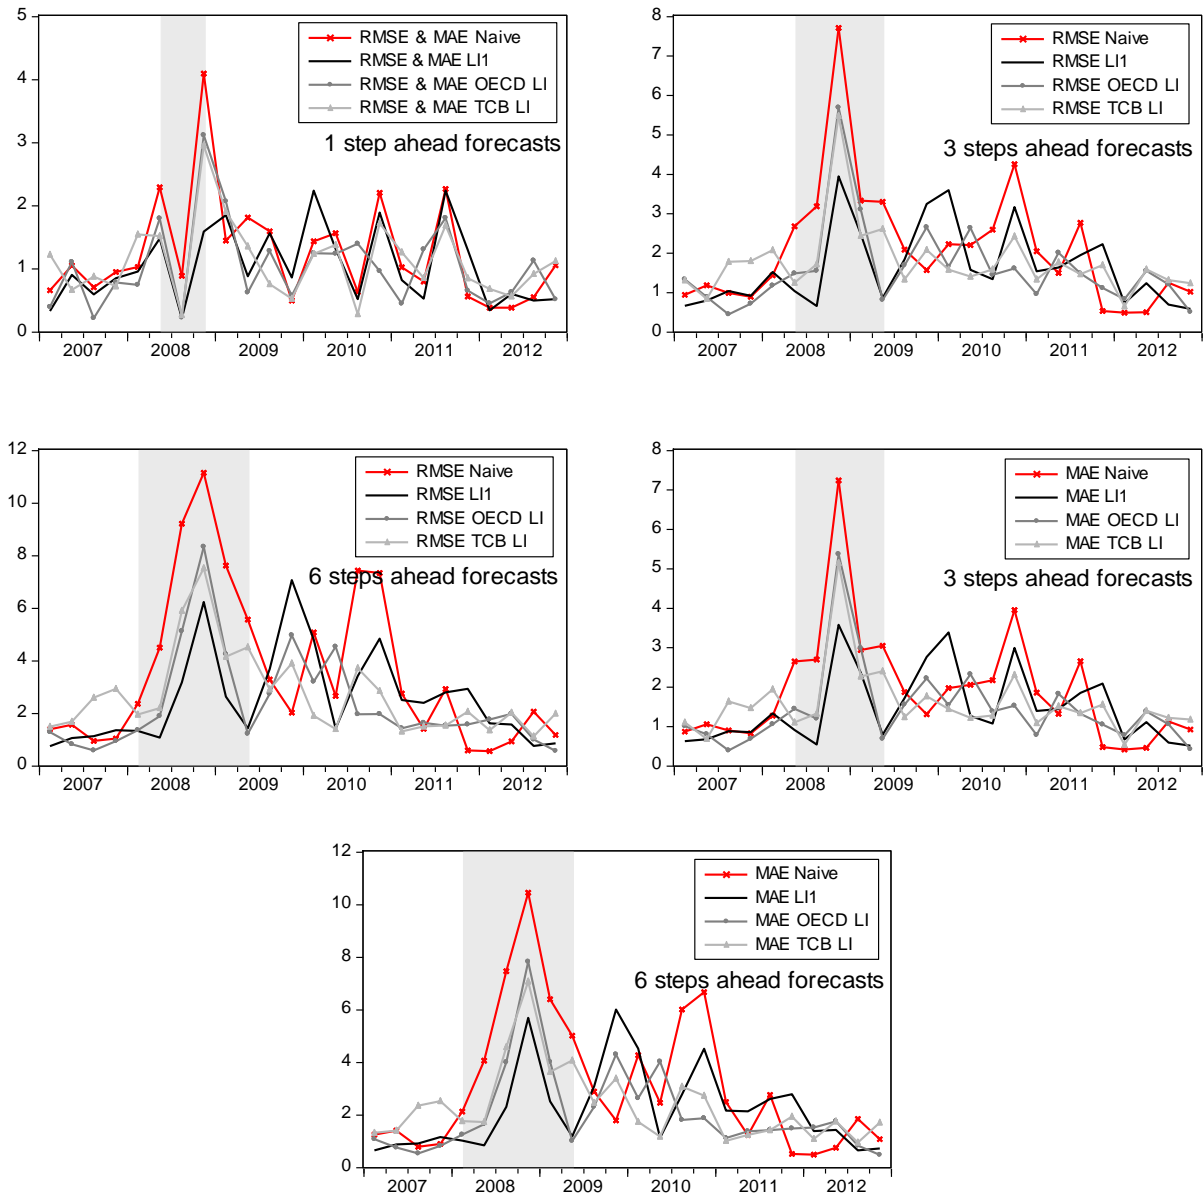 5
4
3
2
1
0
RMSE & MAE Naive
RMSE & MAE LI1
RMSE & MAE OECD LI
RMSE & MAE TCB LI
1 step ahead forecasts
2007 2008 2009 2010 2011 2012
8
7
6
5
4
3
2
1
0
RMSE Naive
RMSE LI1
RMSE OECD LI
RMSE TCB LI
3 steps ahead forecasts
2007 2008 2009 2010 2011 2012
12
10
8
6
4
2
0
RMSE Naive
RMSE LI1
RMSE OECD LI
RMSE TCB LI
6 steps ahead forecasts
2007 2008 2009 2010 2011 2012
8
7
6
5
4
3
2
1
0
MAE Naive
MAE LI1
MAE OECD LI
MAE TCB LI
3 steps ahead forecasts
2007 2008 2009 2010 2011 2012
12
10
8
6
4
2
0
MAE Naive
MAE LI1
MAE OECD LI
MAE TCB LI
6 steps ahead forecasts
2007 2008 2009 2010 2011 2012